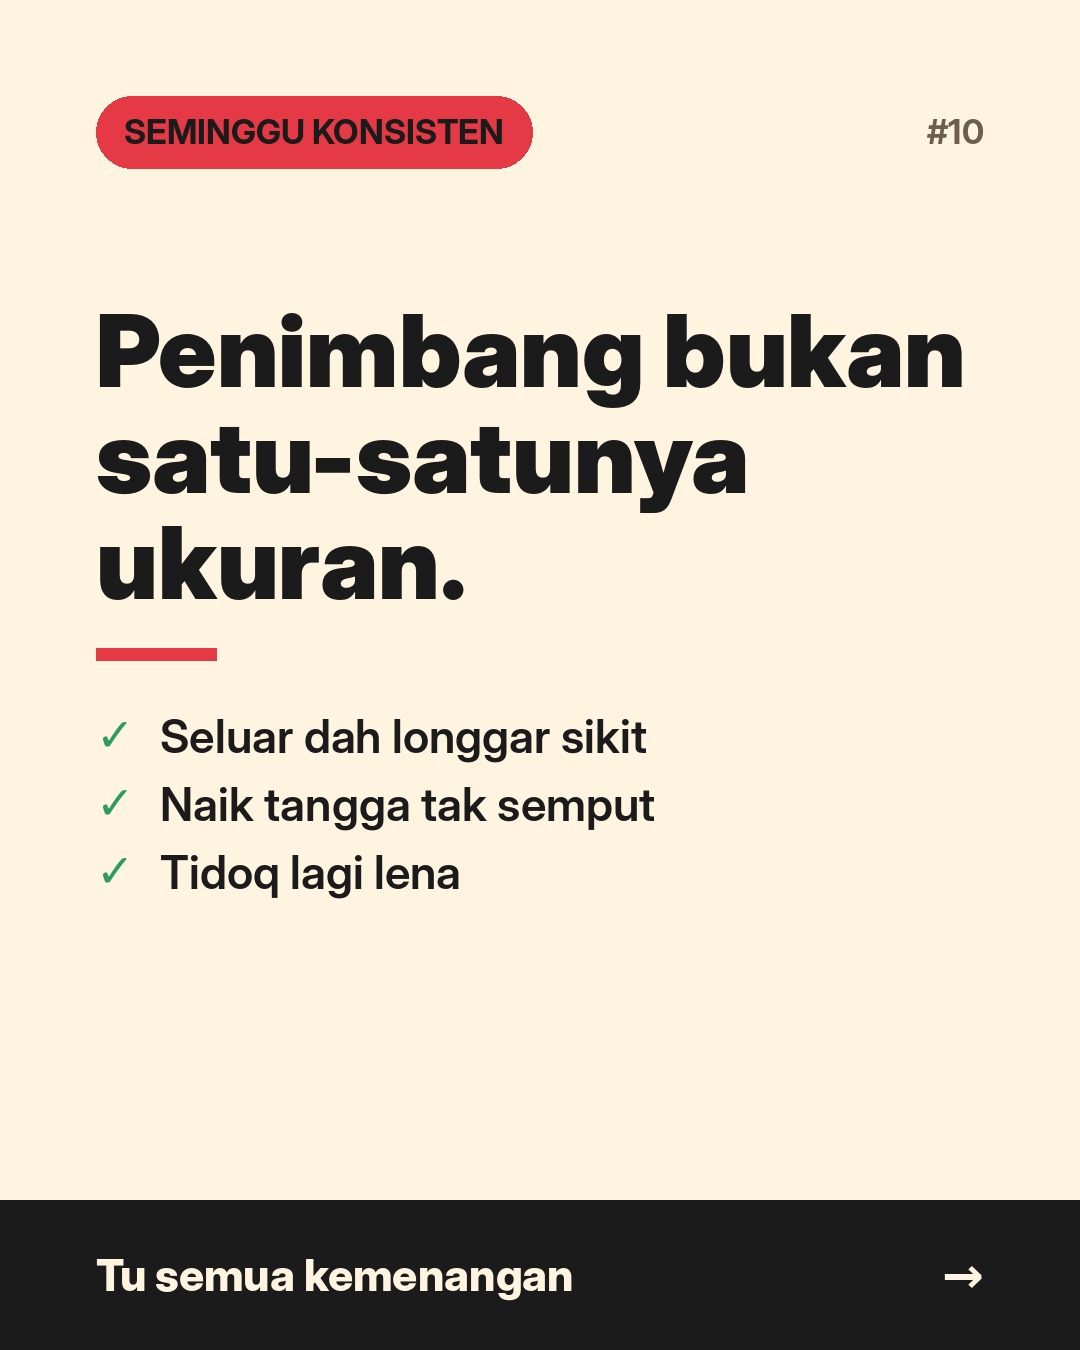 SEMINGGU KONSISTEN
#10
Penimbang bukan
satu-satunya
ukuran.
✓ Seluar dah longgar sikit
✓ Naik tangga tak semput
✓ Tidoq lagi lena
Tu semua kemenangan →